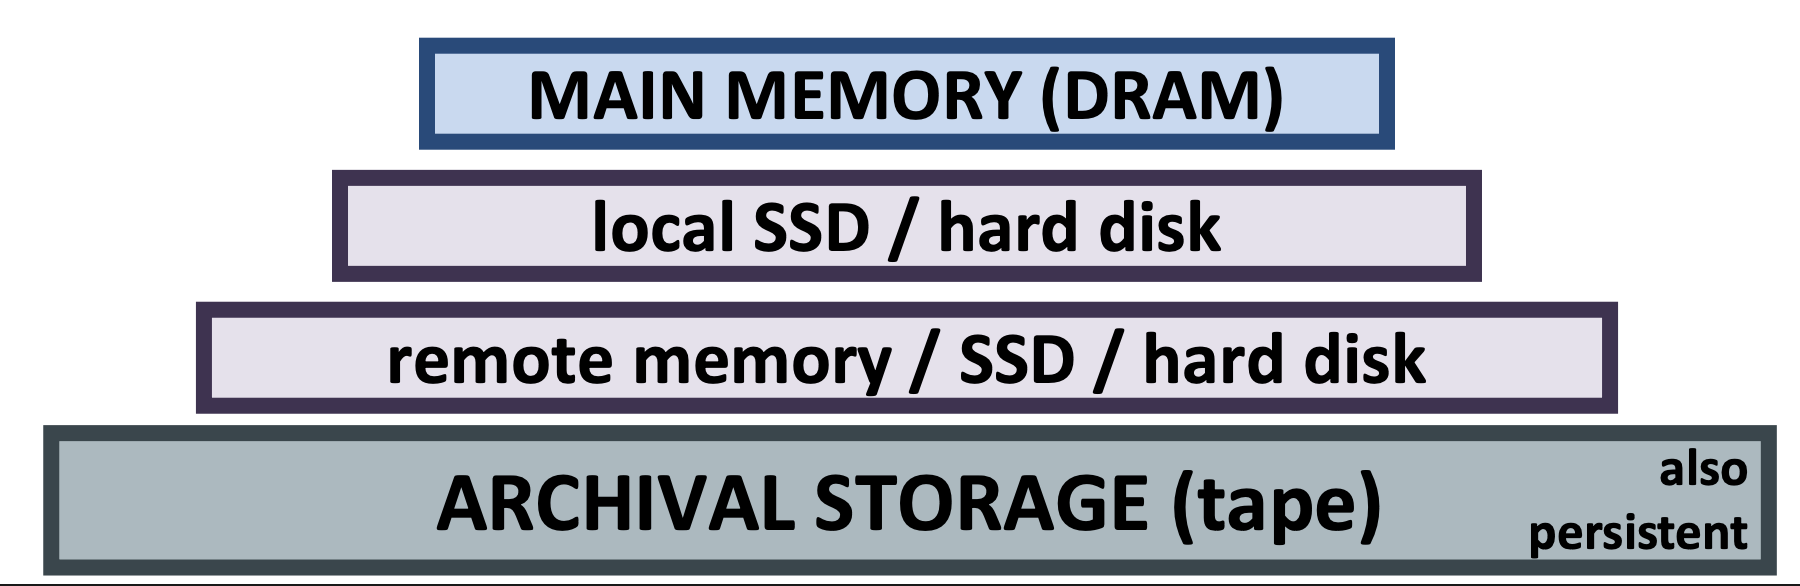 MAIN MEMORY (DRAM)
local SSD / hard disk
remote memory / SSD / hard disk
ARCHIVAL STORAGE (tape)
also
persistent